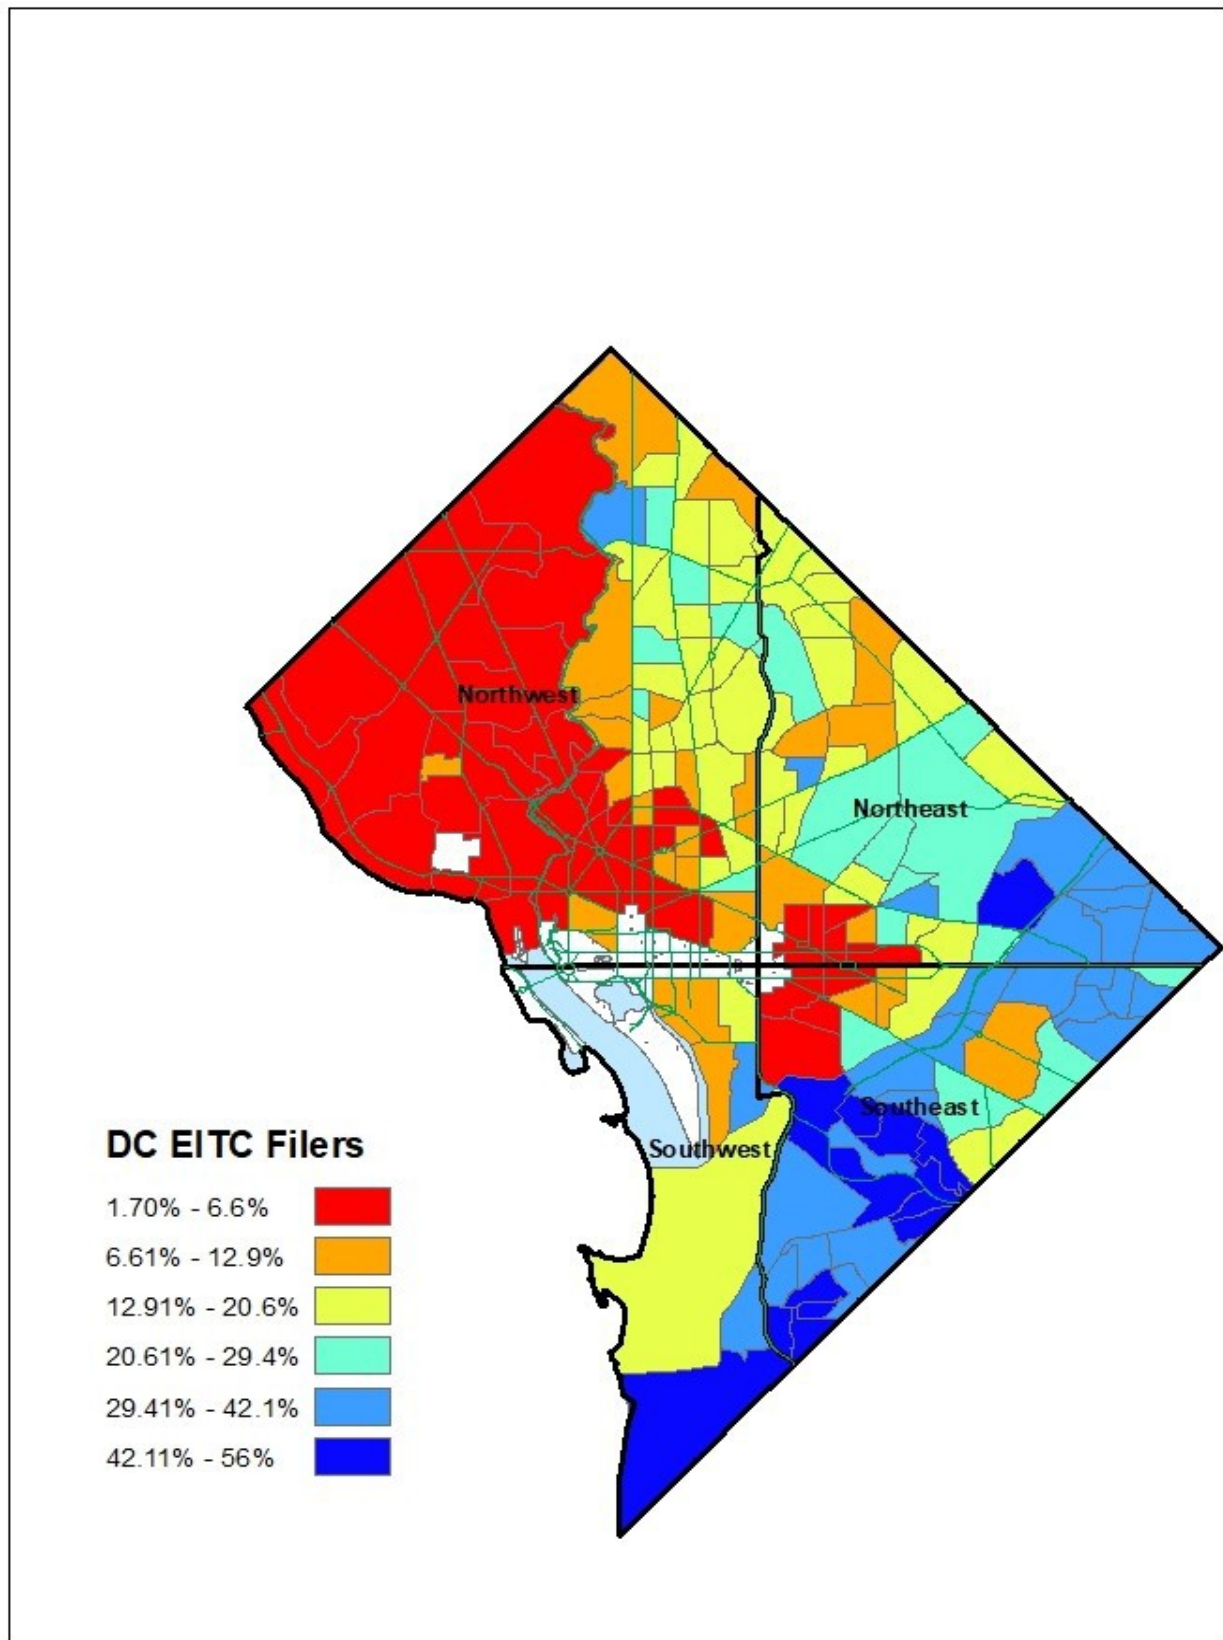 Northwest
Northeast
Southeast
Southwest
DC EITC Filers
1.70% - 6.6%
6.61% - 12.9%
12.91% - 20.6%
20.61% - 29.4%
29.41% - 42.1%
42.11% - 56%